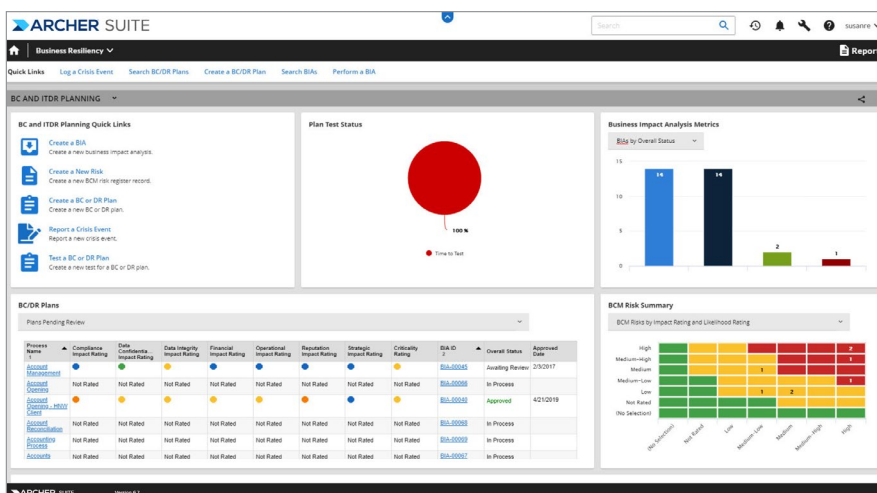 ARCHER SUITE
Search
susanre
Business Resiliency
Report
Quick Links Log a Crisis Event Search BC/DR Plans Create a BC/DR Plan Search BIAs Perform a BIA
BC AND ITDR PLANNING
BC and ITDR Planning Quick Links
Create a BIA
Create a new business impact analysis.
Create a New Risk
Create a new BCM risk register record.
Create a BC or DR Plan
Create a new BC or DR plan.
Report a Crisis Event
Report a new crisis event.
Test a BC or DR Plan
Create a new test for a BC or DR plan.
Plan Test Status
100 %
Time to Test
Business Impact Analysis Metrics
BIAs by Overall Status
15
10
5
0
14
14
2
1
BC/DR Plans
Plans Pending Review
Process Name 1 Compliance Impact Rating Data Confidentia... Impact Rating Data Integrity Impact Rating Financial Impact Rating Operational Impact Rating Reputation Impact Rating Strategic Impact Rating Criticality Rating BIA ID 2 Overall Status Approved Date
Account Management BIA-00045 Awaiting Review 2/3/2017
Account Opening Not Rated Not Rated Not Rated Not Rated Not Rated Not Rated Not Rated Not Rated In Process
Account Opening - HNW Client Approved 4/21/2019
Account Reconciliation Not Rated Not Rated Not Rated Not Rated Not Rated Not Rated Not Rated Not Rated In Process
Accounting Process Not Rated Not Rated Not Rated Not Rated Not Rated Not Rated Not Rated Not Rated BIA-00009 In Process
Accounts Not Rated Not Rated Not Rated Not Rated Not Rated Not Rated Not Rated Not Rated BIA-00067 In Process
BCM Risk Summary
BCM Risks by Impact Rating and Likelihood Rating
High 2
Medium-High 1
Medium 1
Medium-Low 1
Low 1 2
Not Rated
(No Selection)
(No Selection) Not Rated Low Medium-Low Medium Medium-High High
ARCHER SUITE